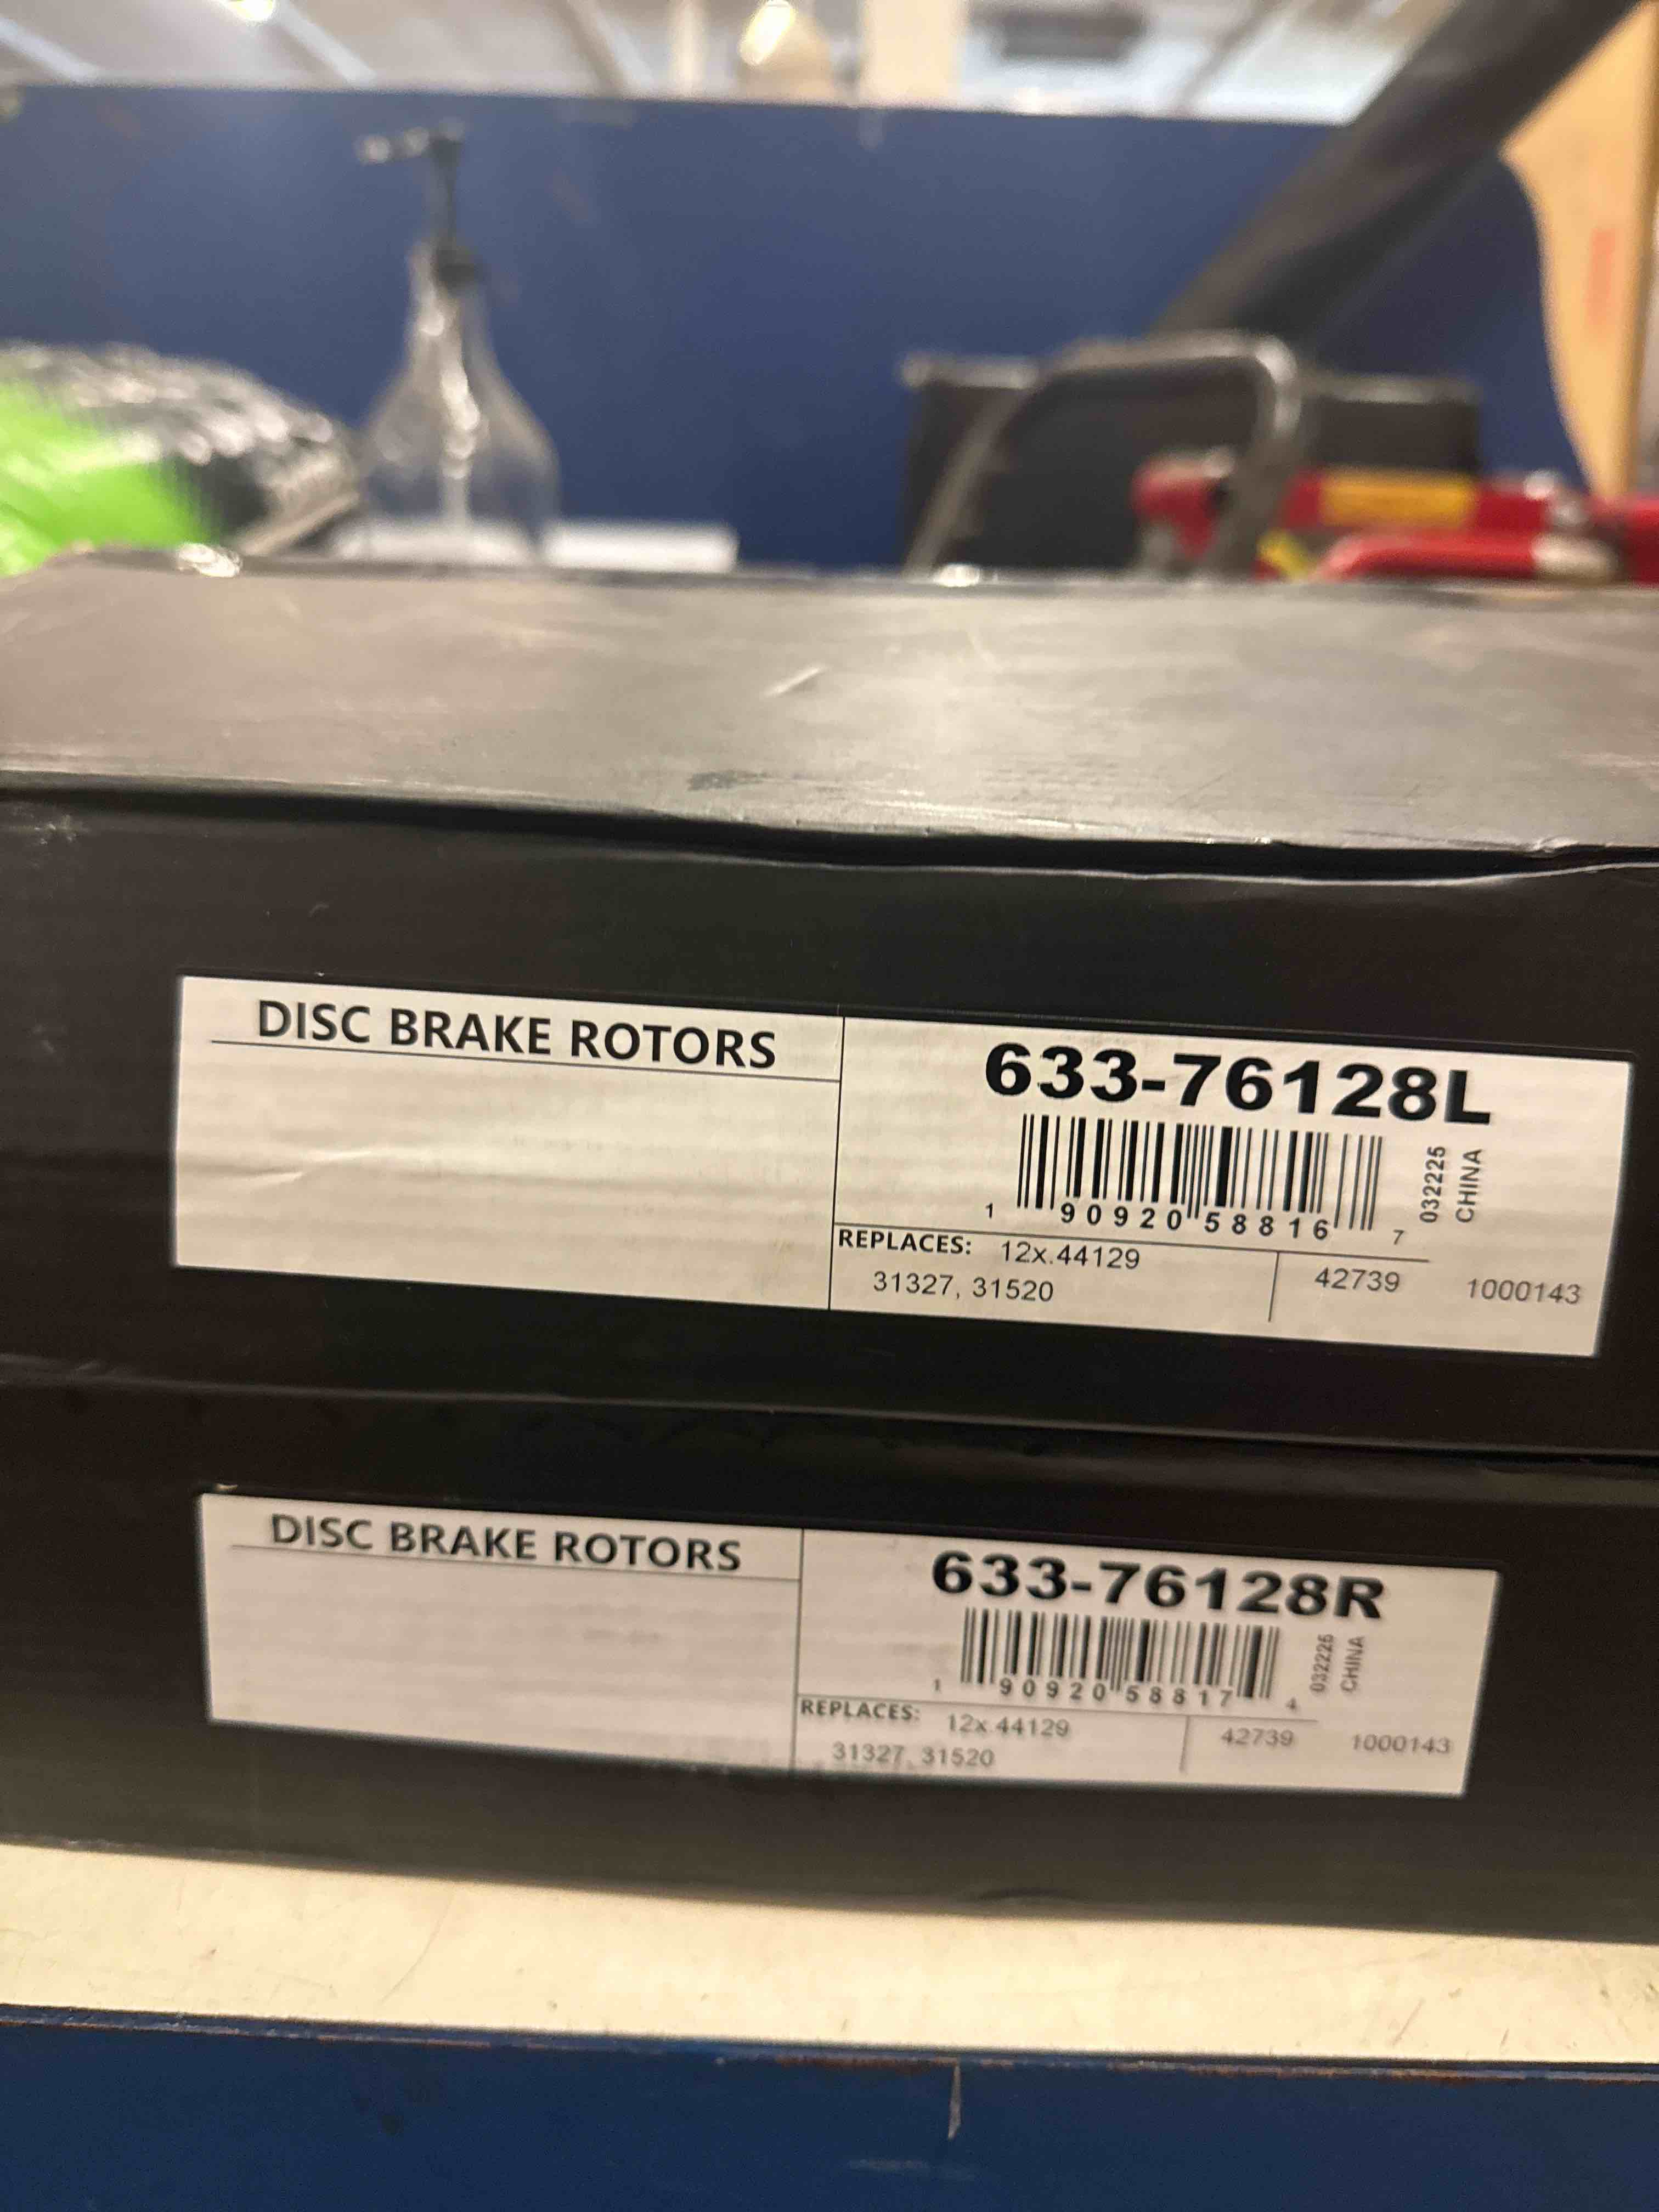 DISC BRAKE ROTORS
633-76128L
1 90920 58816 7
032225
CHINA
REPLACES: 12x.44129
31327, 31520
42739
1000143
DISC BRAKE ROTORS
633-76128R
1 90920 58817 4
032225
CHINA
REPLACES: 12x.44129
31327, 31520
42739
1000143